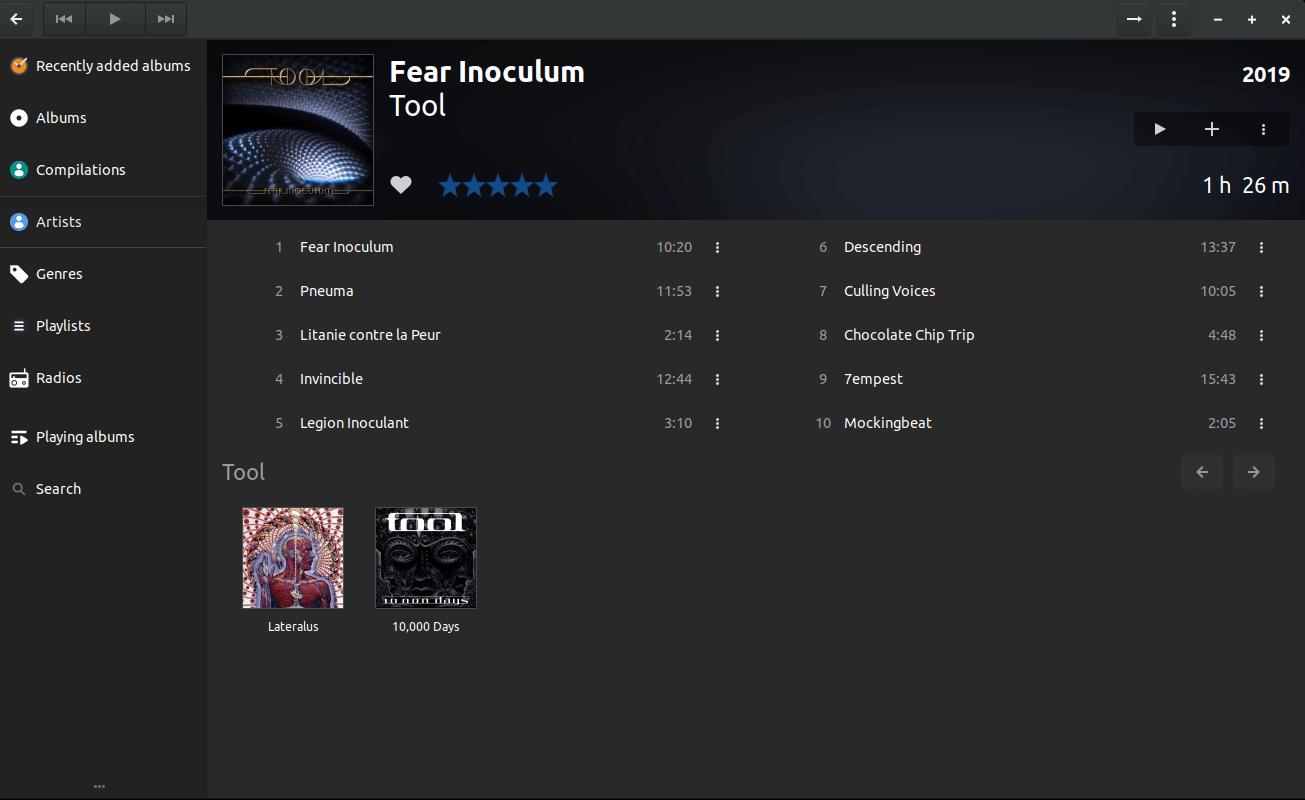 Recently added albums
Albums
Compilations
Artists
Genres
Playlists
Radios
Playing albums
Search
TOOL
FEAR INOCULUM
Fear Inoculum
Tool
2019
1 h 26 m
1 Fear Inoculum 10:20
2 Pneuma 11:53
3 Litanie contre la Peur 2:14
4 Invincible 12:44
5 Legion Inoculant 3:10
6 Descending 13:37
7 Culling Voices 10:05
8 Chocolate Chip Trip 4:48
9 7empest 15:43
10 Mockingbeat 2:05
Tool
Lateralus
tool
10,000 days
10,000 Days